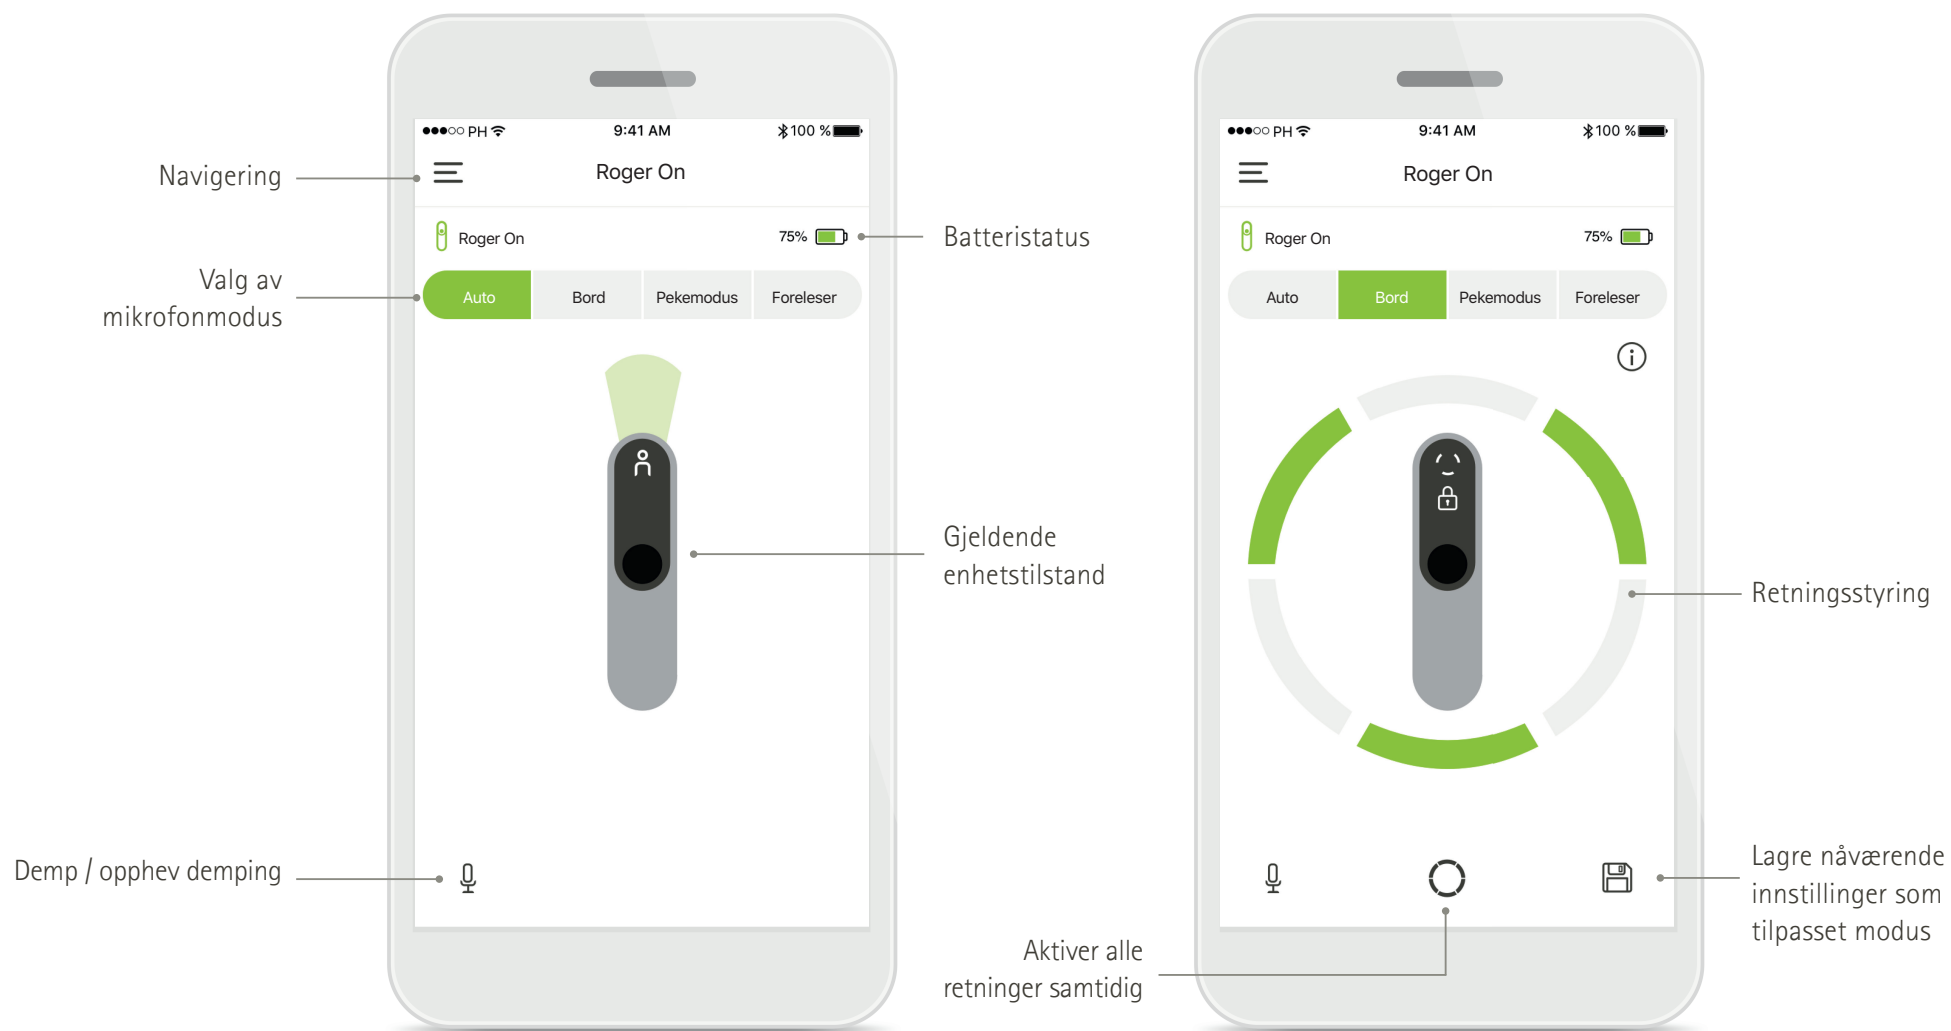 PH 9:41 AM 100 %
Roger On
Navigering
Roger On 75%
Batteristatus
Valg av
mikrofonmodus
Auto Bord Pekemodus Foreleser
Gjeldende
enhetstilstand
Demp / opphev demping
PH 9:41 AM 100 %
Roger On
Roger On 75%
Auto Bord Pekemodus Foreleser
Retningsstyring
Lagre nåværende
innstillinger som
tilpasset modus
Aktiver alle
retninger samtidig